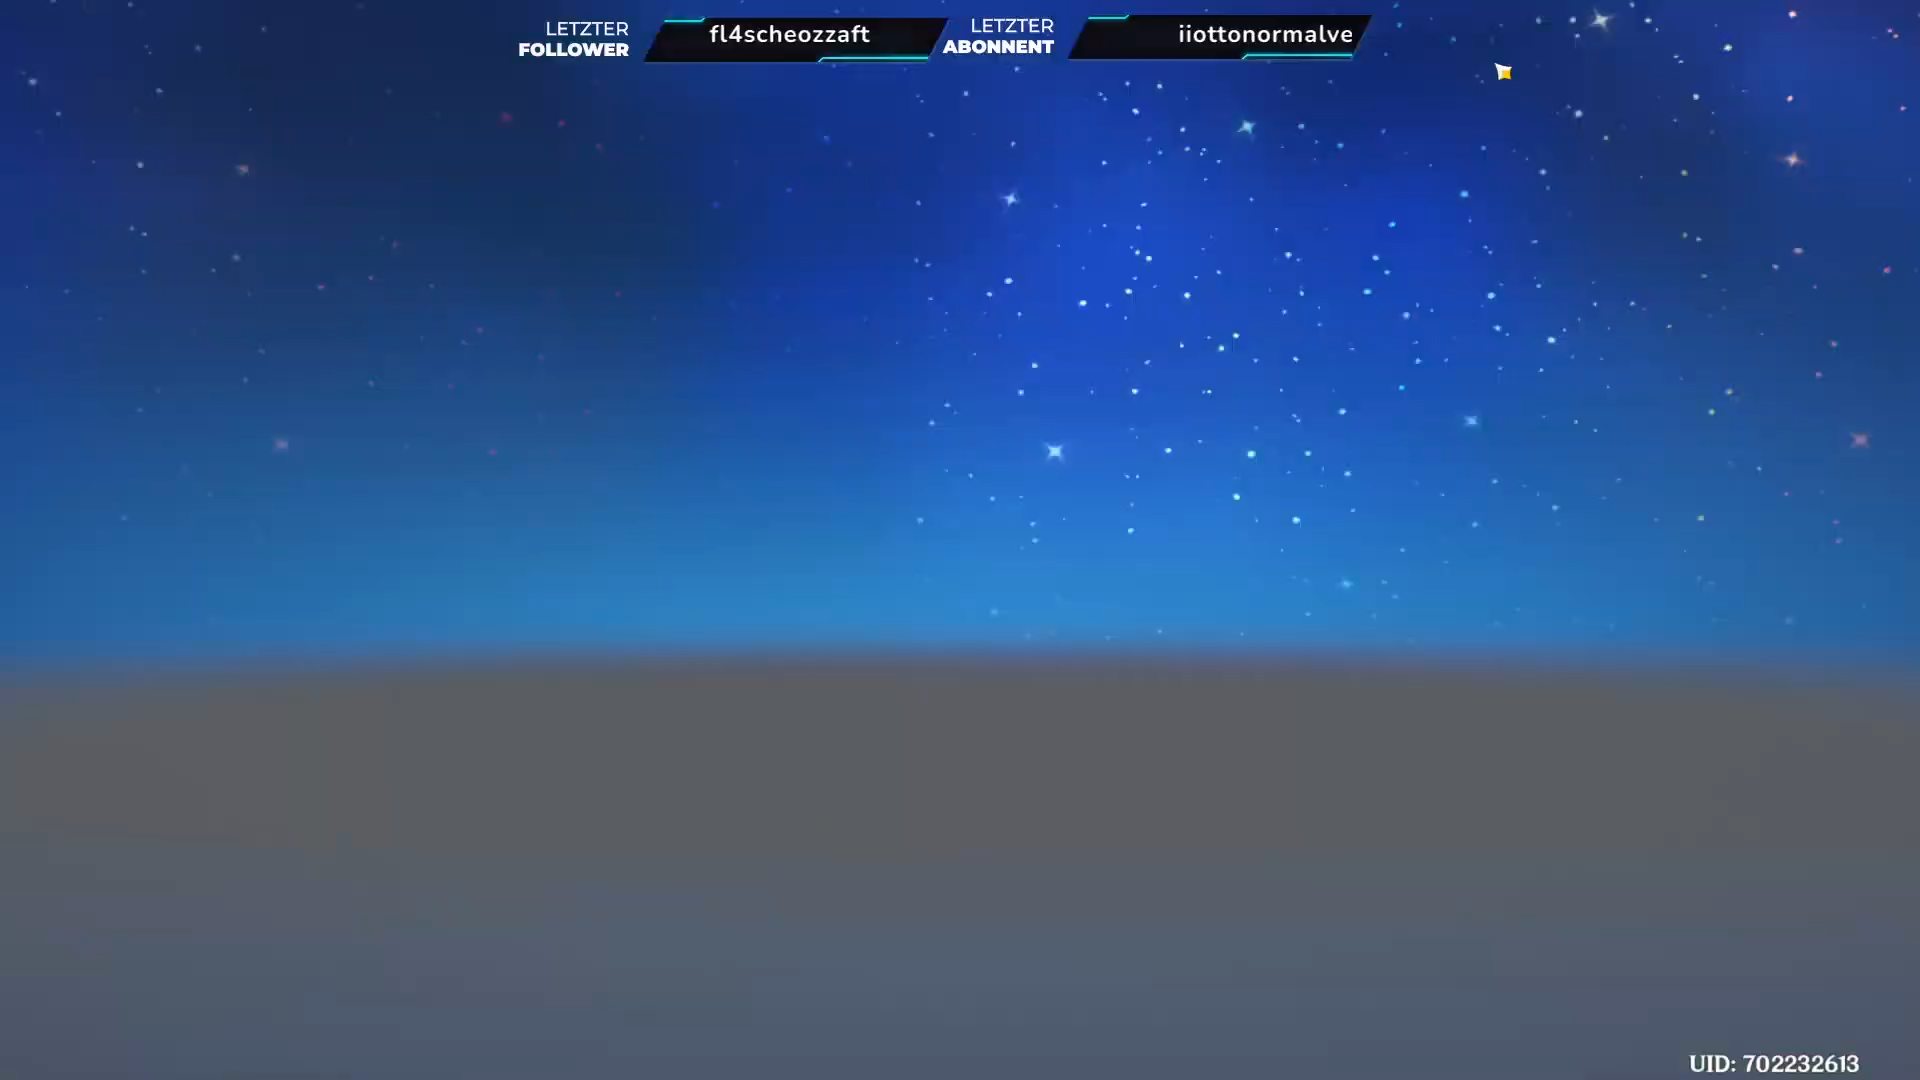 LETZTER
FOLLOWER
fl4scheozzaft
LETZTER
ABONNENT
iiottonormalve
UID: 702232613